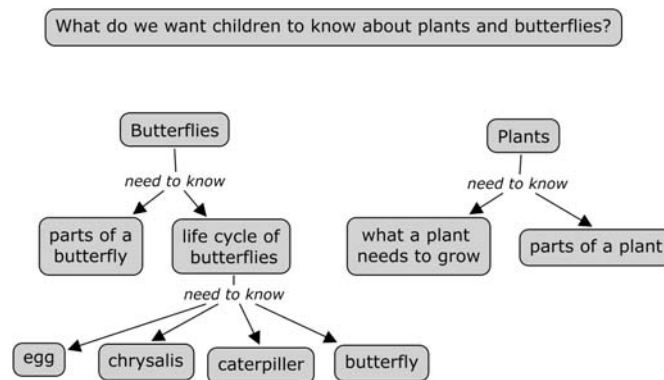 What do we want children to know about plants and butterflies?
Butterflies
Plants
need to know
need to know
parts of a
butterfly
life cycle of
butterflies
what a plant
needs to grow
parts of a plant
need to know
egg
chrysalis
caterpiller
butterfly